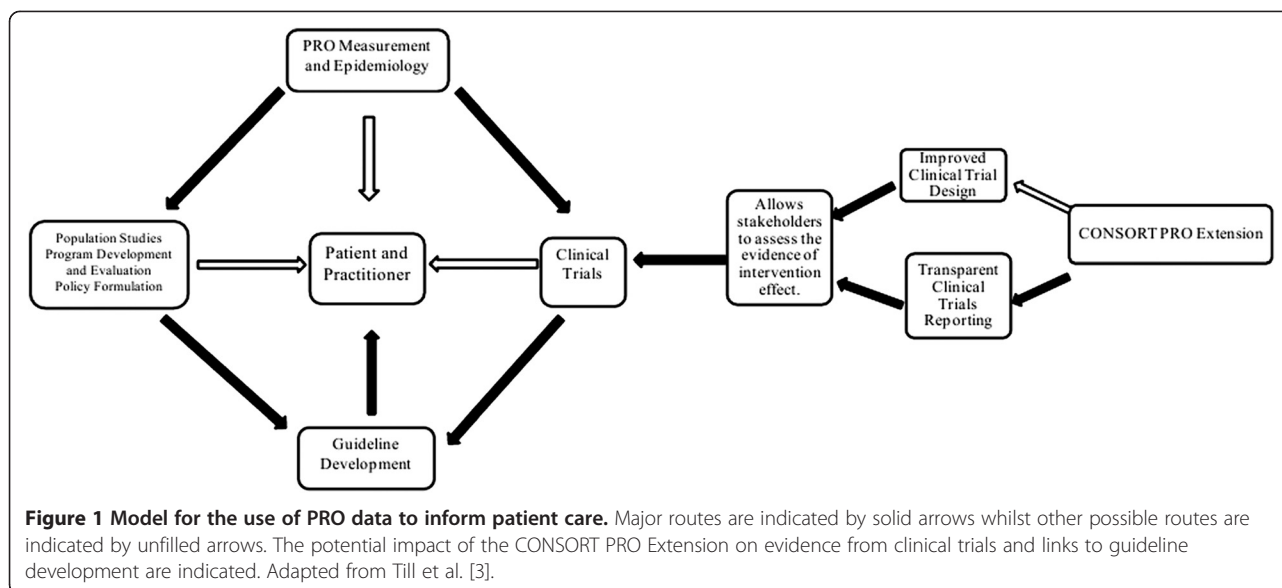 PRO Measurement
and Epidemiology
Population Studies
Program Development
and Evaluation
Policy Formulation
Patient and
Practitioner
Clinical
Trials
Guideline
Development
Allows
stakeholders
to assess the
evidence of
intervention
effect.
Improved
Clinical Trial
Design
Transparent
Clinical
Trials
Reporting
CONSORT PRO Extension
Figure 1 Model for the use of PRO data to inform patient care. Major routes are indicated by solid arrows whilst other possible routes are
indicated by unfilled arrows. The potential impact of the CONSORT PRO Extension on evidence from clinical trials and links to guideline
development are indicated. Adapted from Till et al. [3].